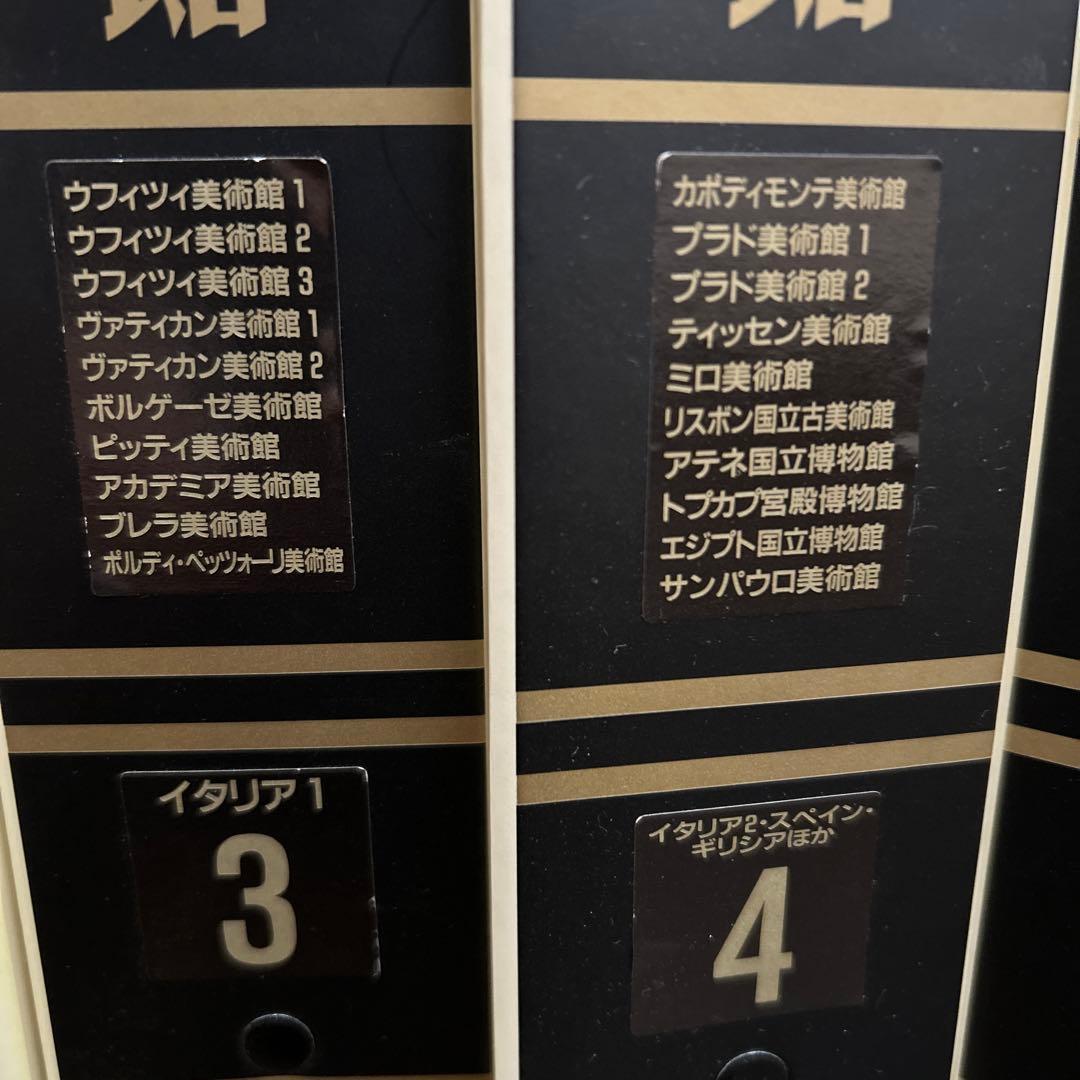 館
ウフィツィ美術館 1
ウフィツィ美術館 2
ウフィツィ美術館 3
ヴァティカン美術館 1
ヴァティカン美術館 2
ボルゲーゼ美術館
ピッティ美術館
アカデミア美術館
ブレラ美術館
ポルディ・ペッツォーリ美術館
イタリア 1
3
館
カポディモンテ美術館
プラド美術館 1
プラド美術館 2
ティッセン美術館
ミロ美術館
リスボン国立古美術館
アテネ国立博物館
トプカプ宮殿博物館
エジプト国立博物館
サンパウロ美術館
イタリア2・スペイン・
ギリシアほか
4